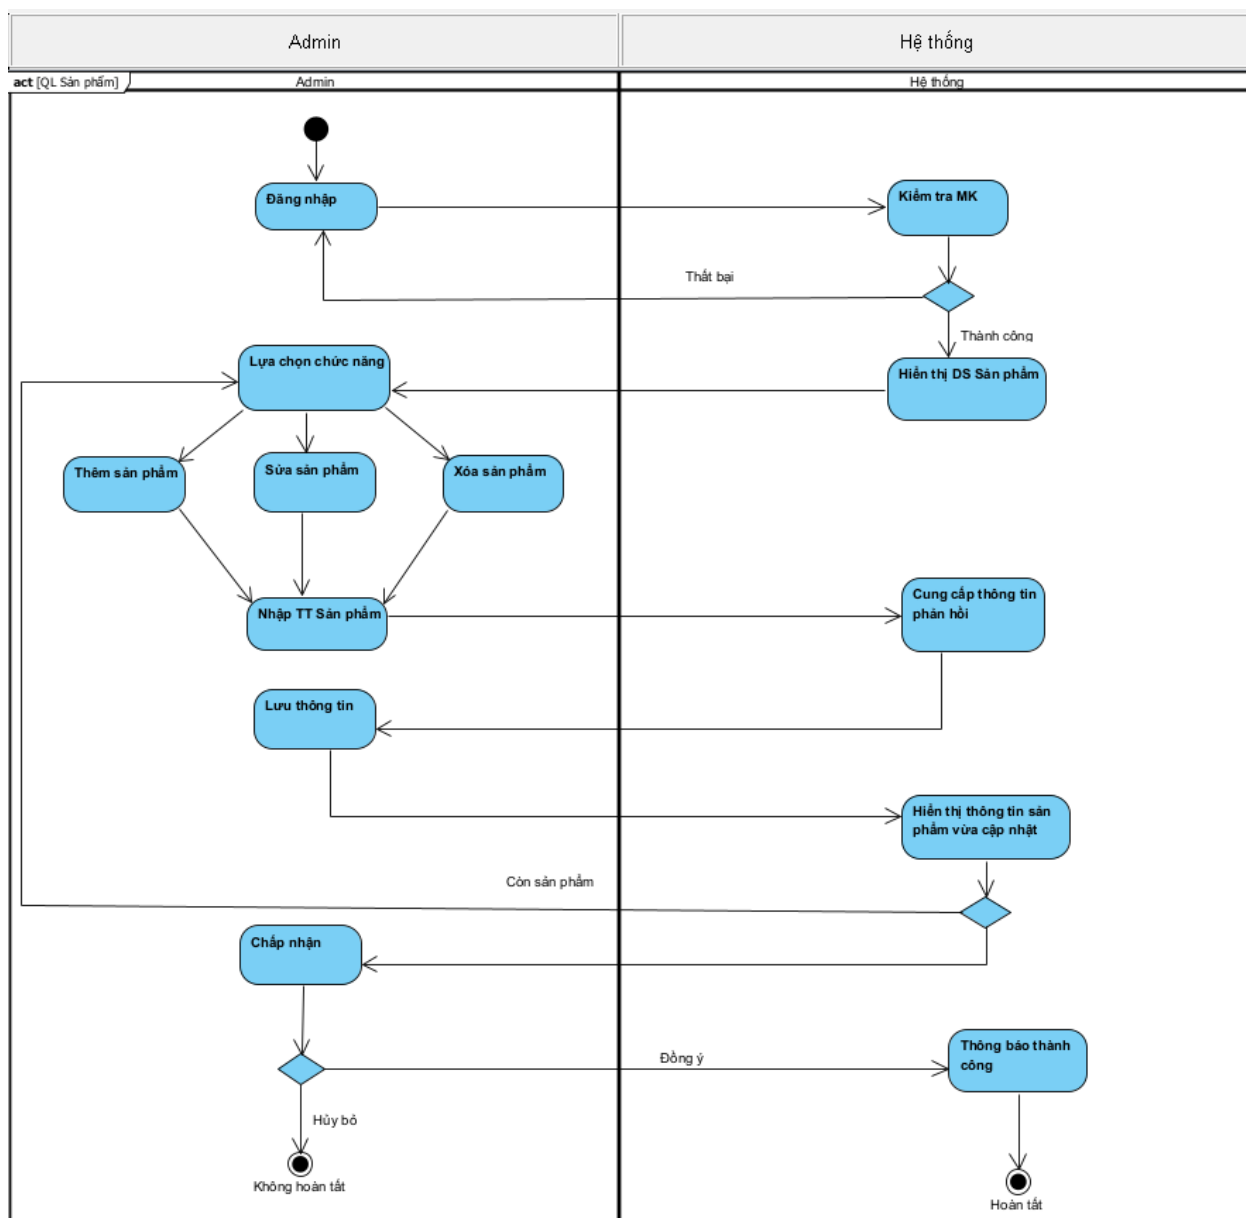 Admin
Hệ thống
act [QL Sản phẩm]
Admin
Hệ thống
Đăng nhập
Kiểm tra MK
Thất bại
Thành công
Lựa chọn chức năng
Hiển thị DS Sản phẩm
Thêm sản phẩm
Sửa sản phẩm
Xóa sản phẩm
Nhập TT Sản phẩm
Cung cấp thông tin
phản hồi
Lưu thông tin
Hiển thị thông tin sản
phẩm vừa cập nhật
Còn sản phẩm
Chấp nhận
Đồng ý
Thông báo thành
công
Hủy bỏ
Không hoàn tất
Hoàn tất